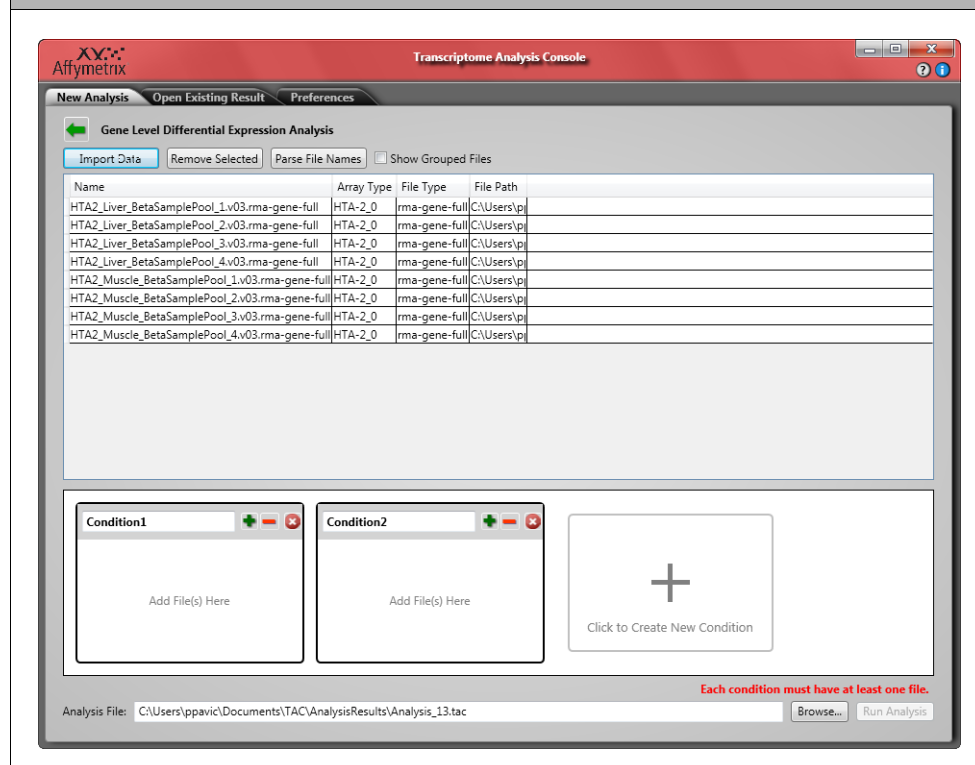 Affymetrix
Transcriptome Analysis Console
New Analysis Open Existing Result Preferences
Gene Level Differential Expression Analysis
Import Data Remove Selected Parse File Names Show Grouped Files
Name Array Type File Type File Path
HTA2_Liver_BetaSamplePool_1.v03.rma-gene-full HTA-2_0 rma-gene-full C:\Users\pp
HTA2_Liver_BetaSamplePool_2.v03.rma-gene-full HTA-2_0 rma-gene-full C:\Users\pp
HTA2_Liver_BetaSamplePool_3.v03.rma-gene-full HTA-2_0 rma-gene-full C:\Users\pp
HTA2_Liver_BetaSamplePool_4.v03.rma-gene-full HTA-2_0 rma-gene-full C:\Users\pp
HTA2_Muscle_BetaSamplePool_1.v03.rma-gene-full HTA-2_0 rma-gene-full C:\Users\pp
HTA2_Muscle_BetaSamplePool_2.v03.rma-gene-full HTA-2_0 rma-gene-full C:\Users\pp
HTA2_Muscle_BetaSamplePool_3.v03.rma-gene-full HTA-2_0 rma-gene-full C:\Users\pp
HTA2_Muscle_BetaSamplePool_4.v03.rma-gene-full HTA-2_0 rma-gene-full C:\Users\pp
Condition1 Condition2
Add File(s) Here Add File(s) Here
Click to Create New Condition
Each condition must have at least one file.
Analysis File: C:\Users\ppavic\Documents\TAC\AnalysisResults\Analysis_13.tac Browse... Run Analysis